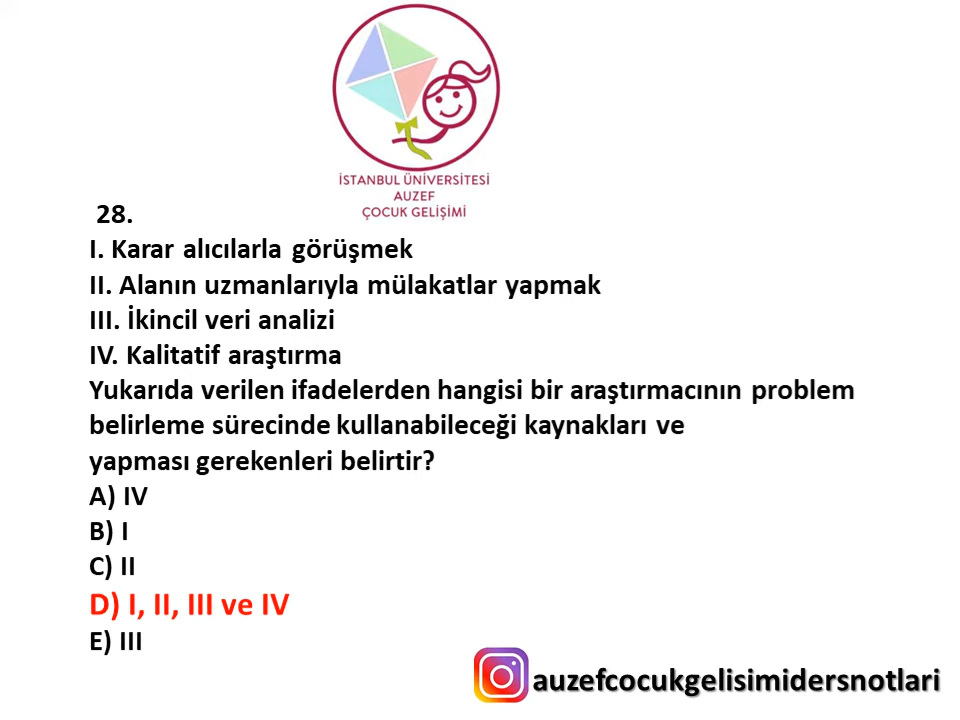 İSTANBUL ÜNİVERSİTESİ
AUZEF
ÇOCUK GELİŞİMİ
28.
I. Karar alıcılarla görüşmek
II. Alanın uzmanlarıyla mülakatlar yapmak
III. İkincil veri analizi
IV. Kalitatif araştırma
Yukarıda verilen ifadelerden hangisi bir araştırmacının problem
belirleme sürecinde kullanabileceği kaynakları ve
yapması gerekenleri belirtir?
A) IV
B) I
C) II
D) I, II, III ve IV
E) III
auzefcocukgelisimidersnotlari